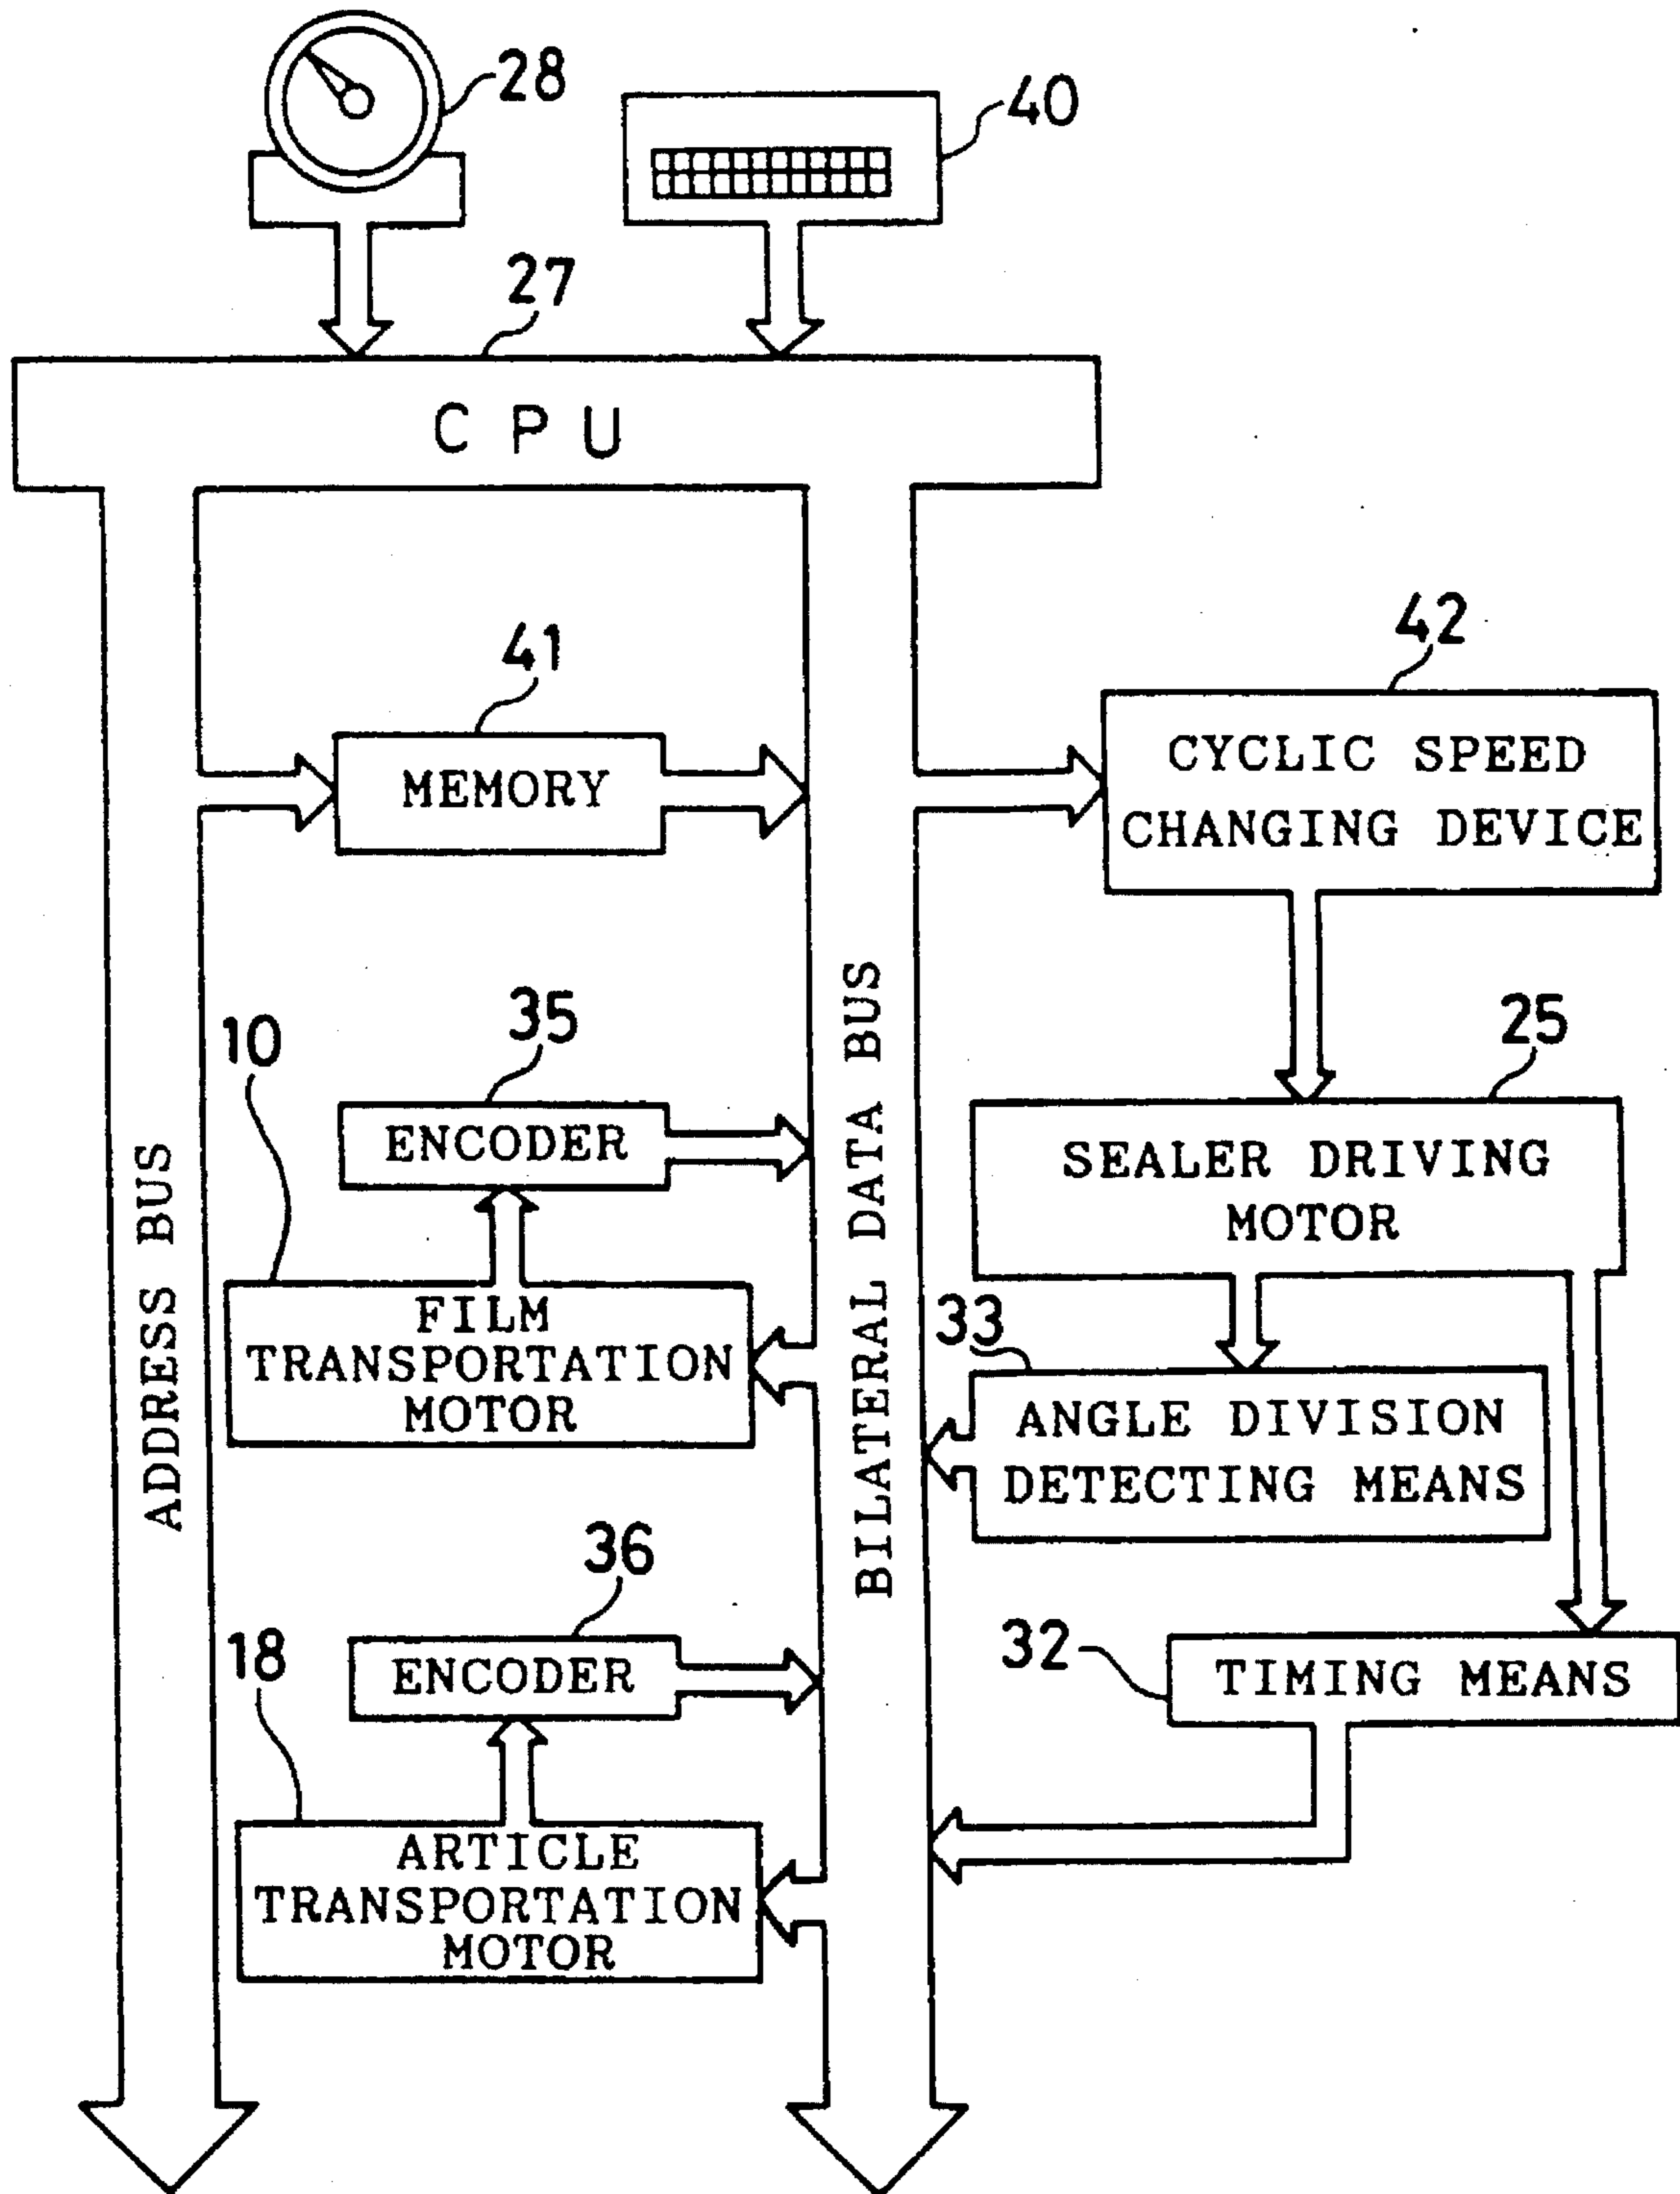 28
40
27
CPU
42
41
CYCLIC SPEED
CHANGING DEVICE
MEMORY
35
10
25
ENCODER
SEALER DRIVING
MOTOR
ADDRESS BUS
BILATERAL DATA BUS
FILM
TRANSPORTATION
MOTOR
33
ANGLE DIVISION
DETECTING MEANS
36
18
ENCODER
32
TIMING MEANS
ARTICLE
TRANSPORTATION
MOTOR